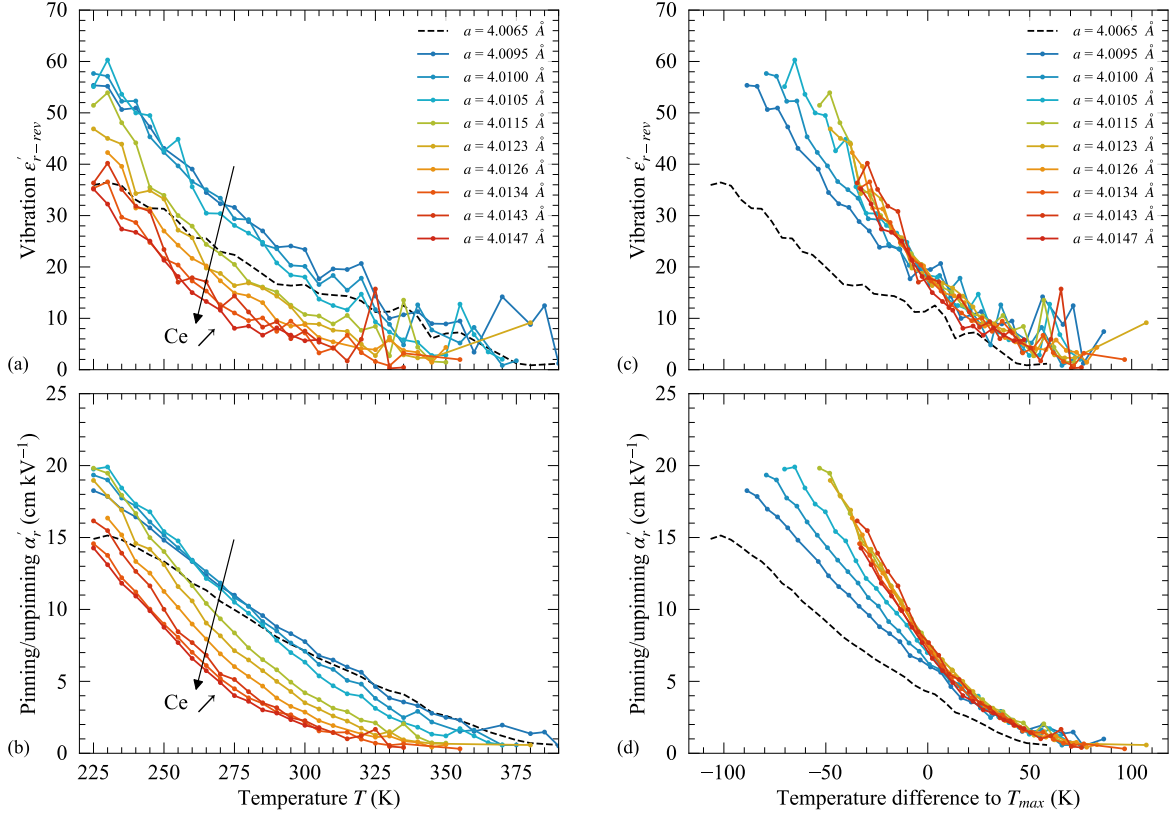 a = 4.0065 Å
a = 4.0095 Å
a = 4.0100 Å
a = 4.0105 Å
a = 4.0115 Å
a = 4.0123 Å
a = 4.0126 Å
a = 4.0134 Å
a = 4.0143 Å
a = 4.0147 Å
70
60
50
40
30
20
10
0
Vibration ε′r−rev
Ce
(a)
a = 4.0065 Å
a = 4.0095 Å
a = 4.0100 Å
a = 4.0105 Å
a = 4.0115 Å
a = 4.0123 Å
a = 4.0126 Å
a = 4.0134 Å
a = 4.0143 Å
a = 4.0147 Å
70
60
50
40
30
20
10
0
Vibration ε′r−rev
(c)
25
20
15
10
5
0
Pinning/unpinning α′r (cm kV−1)
Ce
(b)
225 250 275 300 325 350 375
Temperature T (K)
25
20
15
10
5
0
Pinning/unpinning α′r (cm kV−1)
(d)
−100 −50 0 50 100
Temperature difference to Tmax (K)